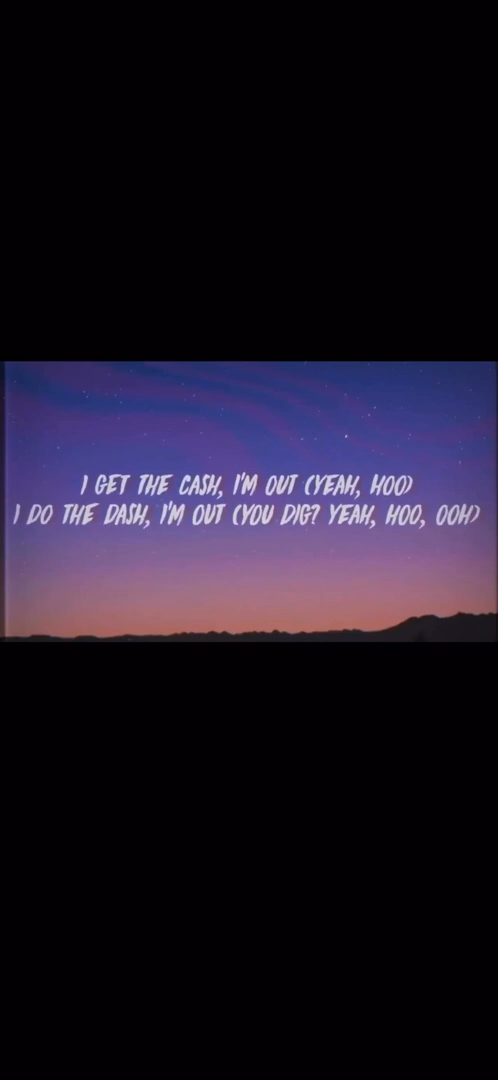 I GET THE CASH, I'M OUT (YEAH, HOO)
I DO THE DASH, I'M OUT (YOU DIG? YEAH, HOO, OOH)